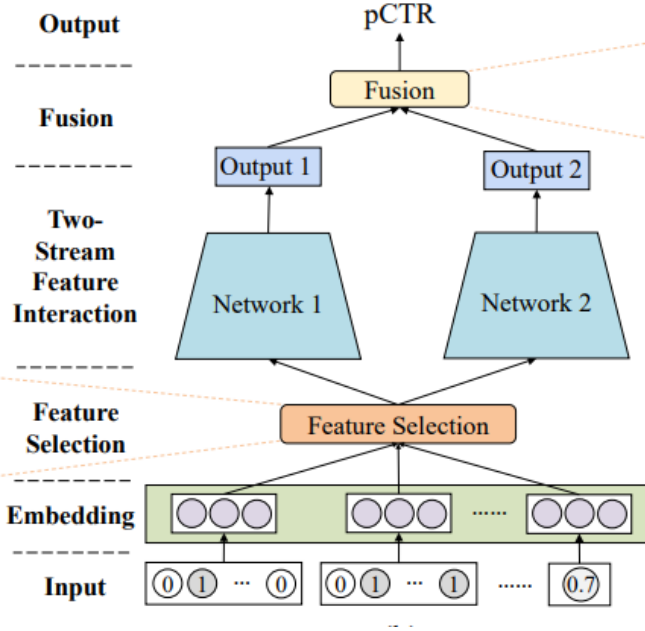 Output
pCTR
Fusion
Fusion
Output 1
Output 2
Two-
Stream
Feature
Interaction
Network 1
Network 2
Feature
Selection
Feature Selection
Embedding
......
Input
0 1 ... 0
0 1 ... 1
......
0.7